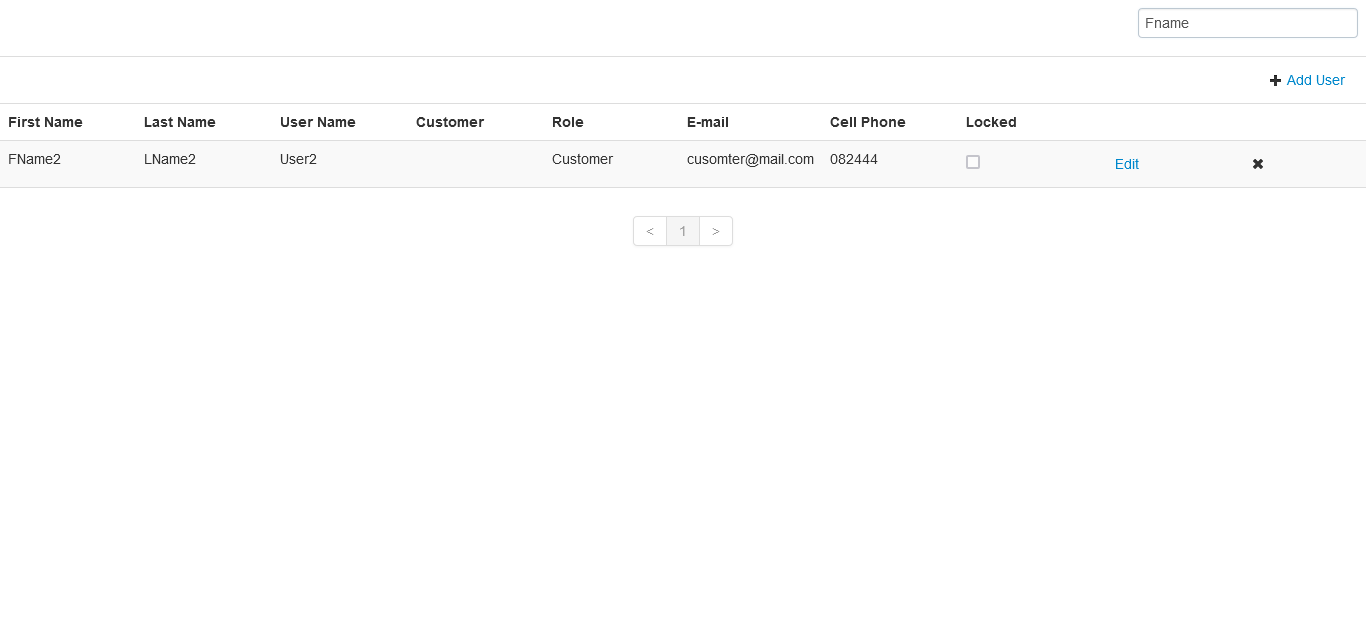 Fname
Add User
First Name Last Name User Name Customer Role E-mail Cell Phone Locked
FName2 LName2 User2 Customer cusomter@mail.com 082444 Edit
< 1 >